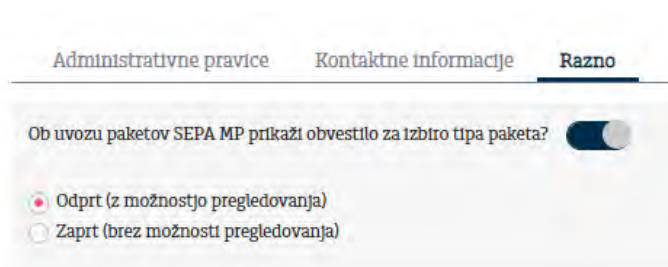 Administrativne pravice Kontaktne informacije Razno
Ob uvozu paketov SEPA MP prikaži obvestilo za izbiro tipa paketa?
Odprt (z možnostjo pregledovanja)
Zaprt (brez možnosti pregledovanja)